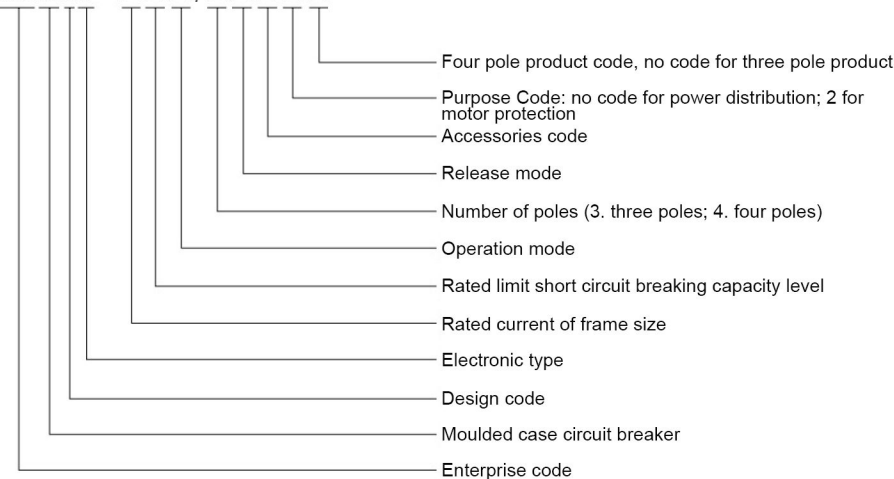 Four pole product code, no code for three pole product
Purpose Code: no code for power distribution; 2 for
motor protection
Accessories code
Release mode
Number of poles (3. three poles; 4. four poles)
Operation mode
Rated limit short circuit breaking capacity level
Rated current of frame size
Electronic type
Design code
Moulded case circuit breaker
Enterprise code